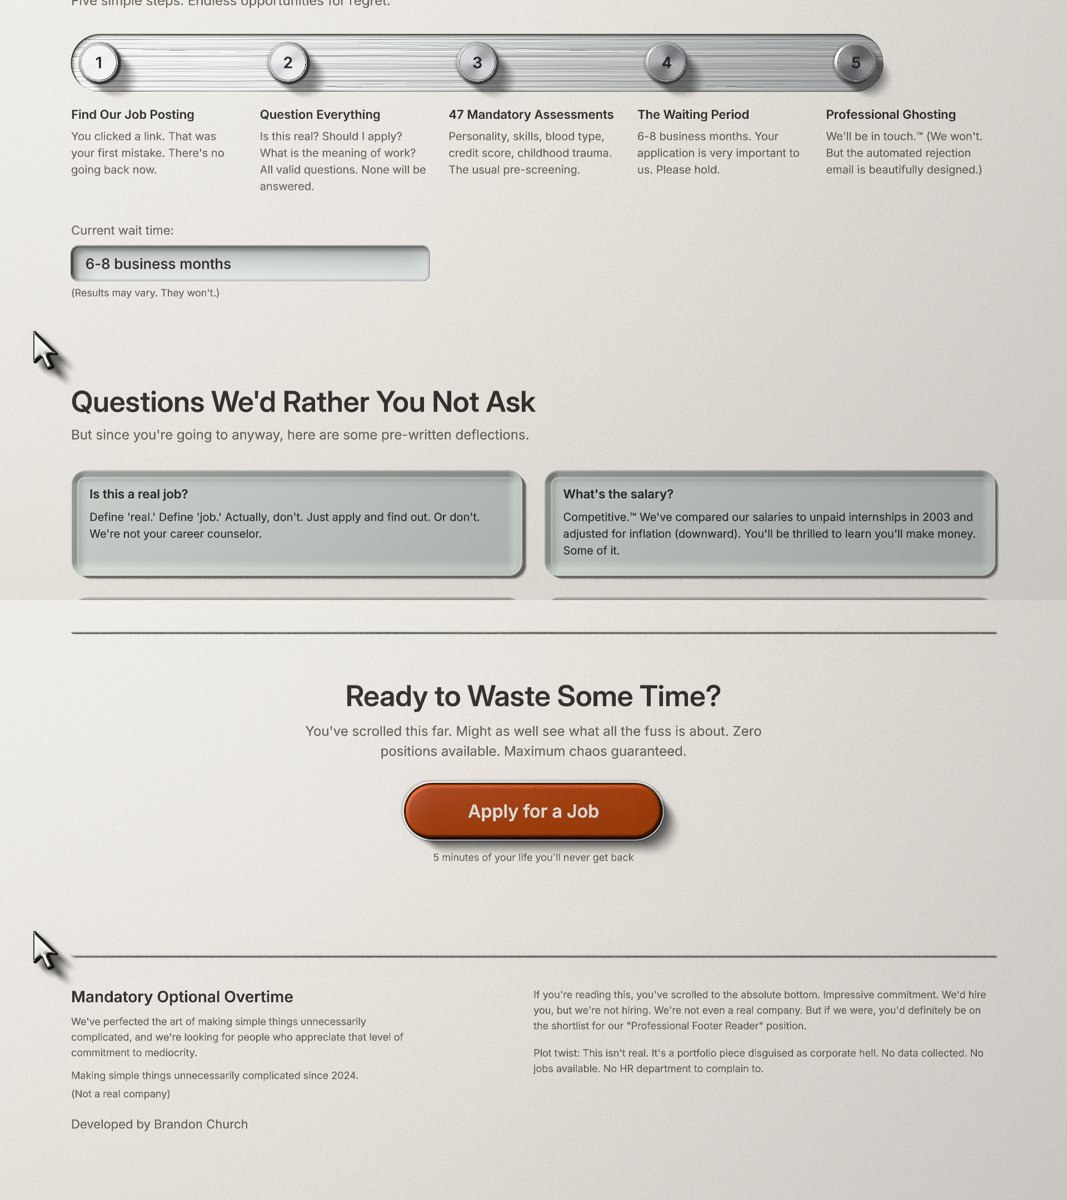 Five simple steps. Endless opportunities for regret.
1
2
3
4
5
Find Our Job Posting
You clicked a link. That was
your first mistake. There's no
going back now.
Question Everything
Is this real? Should I apply?
What is the meaning of work?
All valid questions. None will be
answered.
47 Mandatory Assessments
Personality, skills, blood type,
credit score, childhood trauma.
The usual pre-screening.
The Waiting Period
6-8 business months. Your
application is very important to
us. Please hold.
Professional Ghosting
We'll be in touch.™ (We won't.
But the automated rejection
email is beautifully designed.)
Current wait time:
6-8 business months
(Results may vary. They won't.)
Questions We'd Rather You Not Ask
But since you're going to anyway, here are some pre-written deflections.
Is this a real job?
Define 'real.' Define 'job.' Actually, don't. Just apply and find out. Or don't.
We're not your career counselor.
What's the salary?
Competitive.™ We've compared our salaries to unpaid internships in 2003 and
adjusted for inflation (downward). You'll be thrilled to learn you'll make money.
Some of it.
Ready to Waste Some Time?
You've scrolled this far. Might as well see what all the fuss is about. Zero
positions available. Maximum chaos guaranteed.
Apply for a Job
5 minutes of your life you'll never get back
Mandatory Optional Overtime
We've perfected the art of making simple things unnecessarily
complicated, and we're looking for people who appreciate that level of
commitment to mediocrity.
Making simple things unnecessarily complicated since 2024.
(Not a real company)
Developed by Brandon Church
If you're reading this, you've scrolled to the absolute bottom. Impressive commitment. We'd hire
you, but we're not hiring. We're not even a real company. But if we were, you'd definitely be on
the shortlist for our "Professional Footer Reader" position.
Plot twist: This isn't real. It's a portfolio piece disguised as corporate hell. No data collected. No
jobs available. No HR department to complain to.